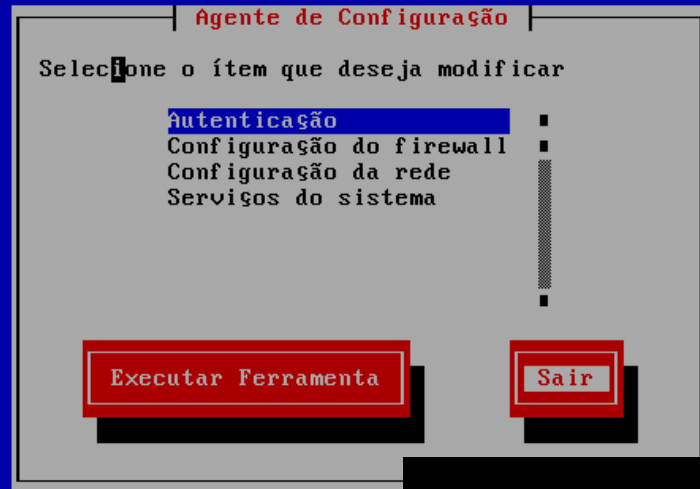 Agente de Configuração
Selecione o ítem que deseja modificar
Autenticação
Configuração do firewall
Configuração da rede
Serviços do sistema
Executar Ferramenta
Sair